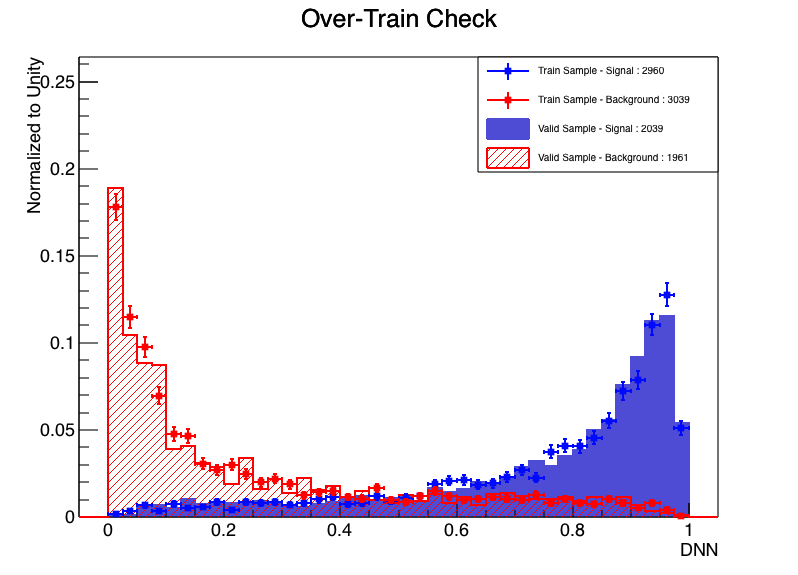 Over-Train Check
Normalized to Unity
Train Sample - Signal : 2960
Train Sample - Background : 3039
Valid Sample - Signal : 2039
Valid Sample - Background : 1961
0.25
0.2
0.15
0.1
0.05
0
0 0.2 0.4 0.6 0.8 1
DNN